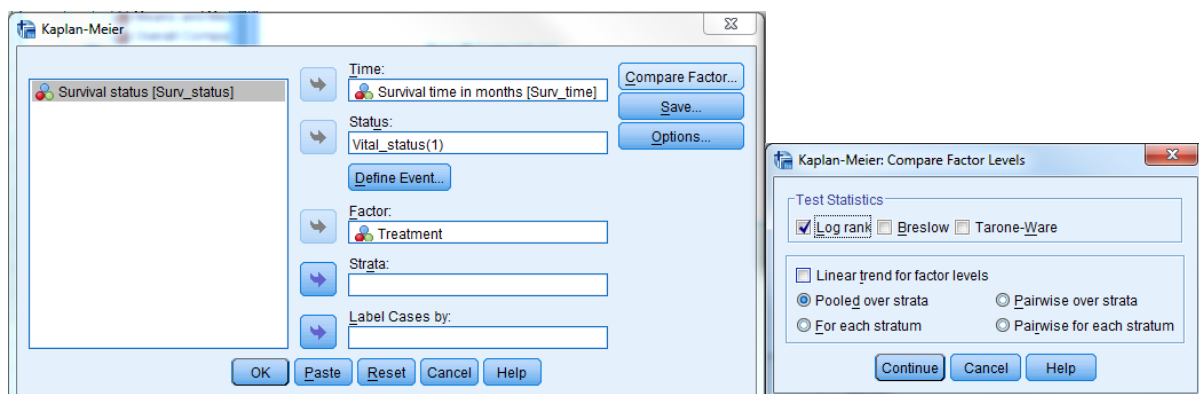 Kaplan-Meier
Survival status [Surv_status]
Time:
Survival time in months [Surv_time]
Status:
Vital_status(1)
Define Event...
Factor:
Treatment
Strata:
Label Cases by:
Compare Factor...
Save...
Options...
OK Paste Reset Cancel Help
Kaplan-Meier: Compare Factor Levels
Test Statistics
Log rank Breslow Tarone-Ware
Linear trend for factor levels
Pooled over strata Pairwise over strata
For each stratum Pairwise for each stratum
Continue Cancel Help